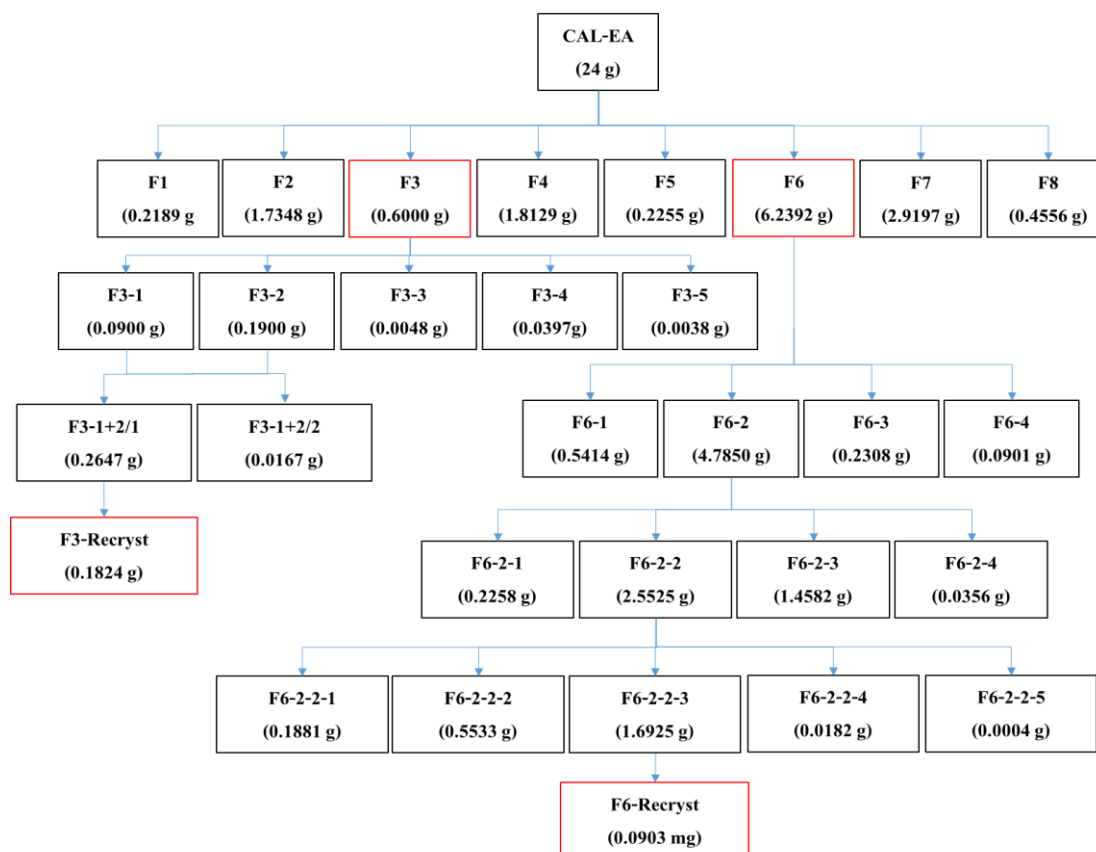 CAL-EA
(24 g)
F1
(0.2189 g
F2
(1.7348 g)
F3
(0.6000 g)
F4
(1.8129 g)
F5
(0.2255 g)
F6
(6.2392 g)
F7
(2.9197 g)
F8
(0.4556 g)
F3-1
(0.0900 g)
F3-2
(0.1900 g)
F3-3
(0.0048 g)
F3-4
(0.0397g)
F3-5
(0.0038 g)
F3-1+2/1
(0.2647 g)
F3-1+2/2
(0.0167 g)
F6-1
(0.5414 g)
F6-2
(4.7850 g)
F6-3
(0.2308 g)
F6-4
(0.0901 g)
F3-Recryst
(0.1824 g)
F6-2-1
(0.2258 g)
F6-2-2
(2.5525 g)
F6-2-3
(1.4582 g)
F6-2-4
(0.0356 g)
F6-2-2-1
(0.1881 g)
F6-2-2-2
(0.5533 g)
F6-2-2-3
(1.6925 g)
F6-2-2-4
(0.0182 g)
F6-2-2-5
(0.0004 g)
F6-Recryst
(0.0903 mg)